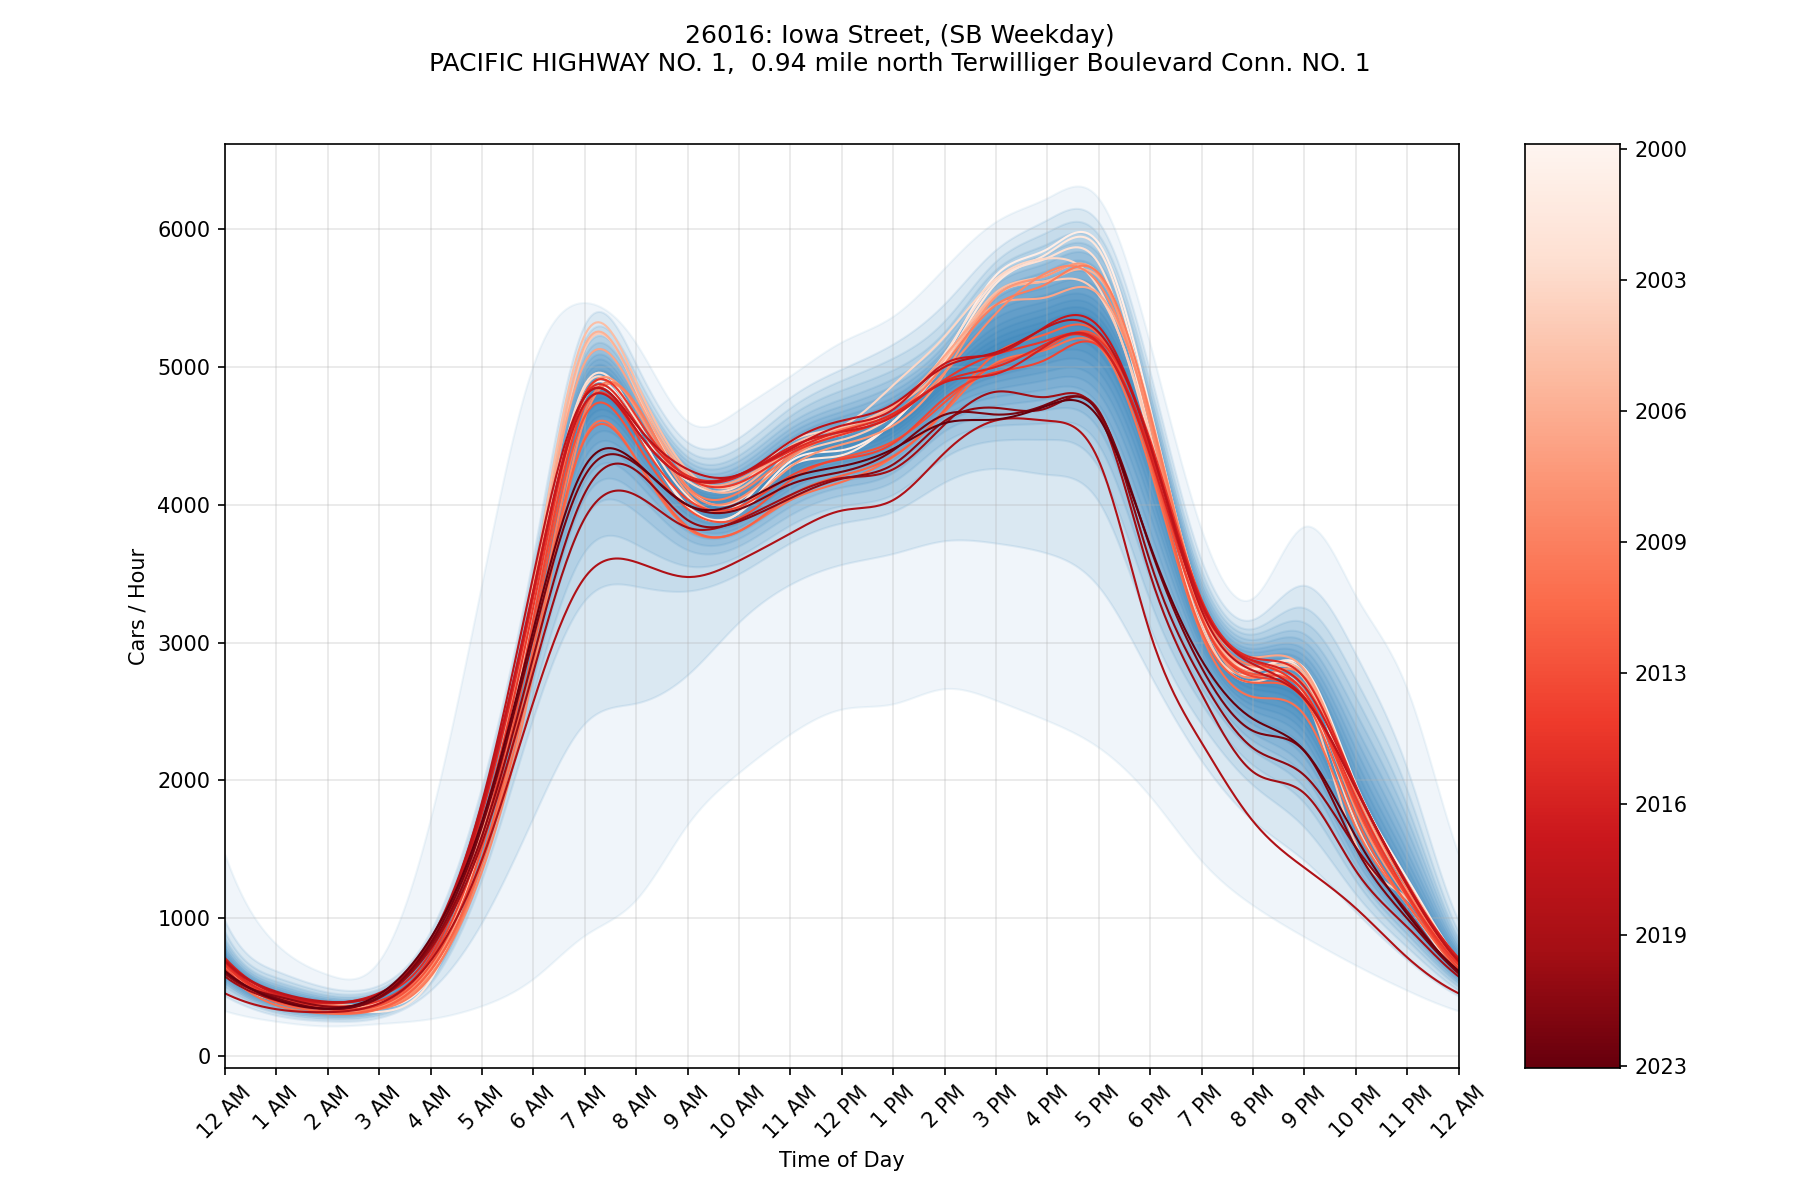 26016: Iowa Street, (SB Weekday)
PACIFIC HIGHWAY NO. 1,  0.94 mile north Terwilliger Boulevard Conn. NO. 1
Cars / Hour
6000
5000
4000
3000
2000
1000
0
12 AM
1 AM
2 AM
3 AM
4 AM
5 AM
6 AM
7 AM
8 AM
9 AM
10 AM
11 AM
12 PM
1 PM
2 PM
3 PM
4 PM
5 PM
6 PM
7 PM
8 PM
9 PM
10 PM
11 PM
12 AM
Time of Day
2000
2003
2006
2009
2013
2016
2019
2023